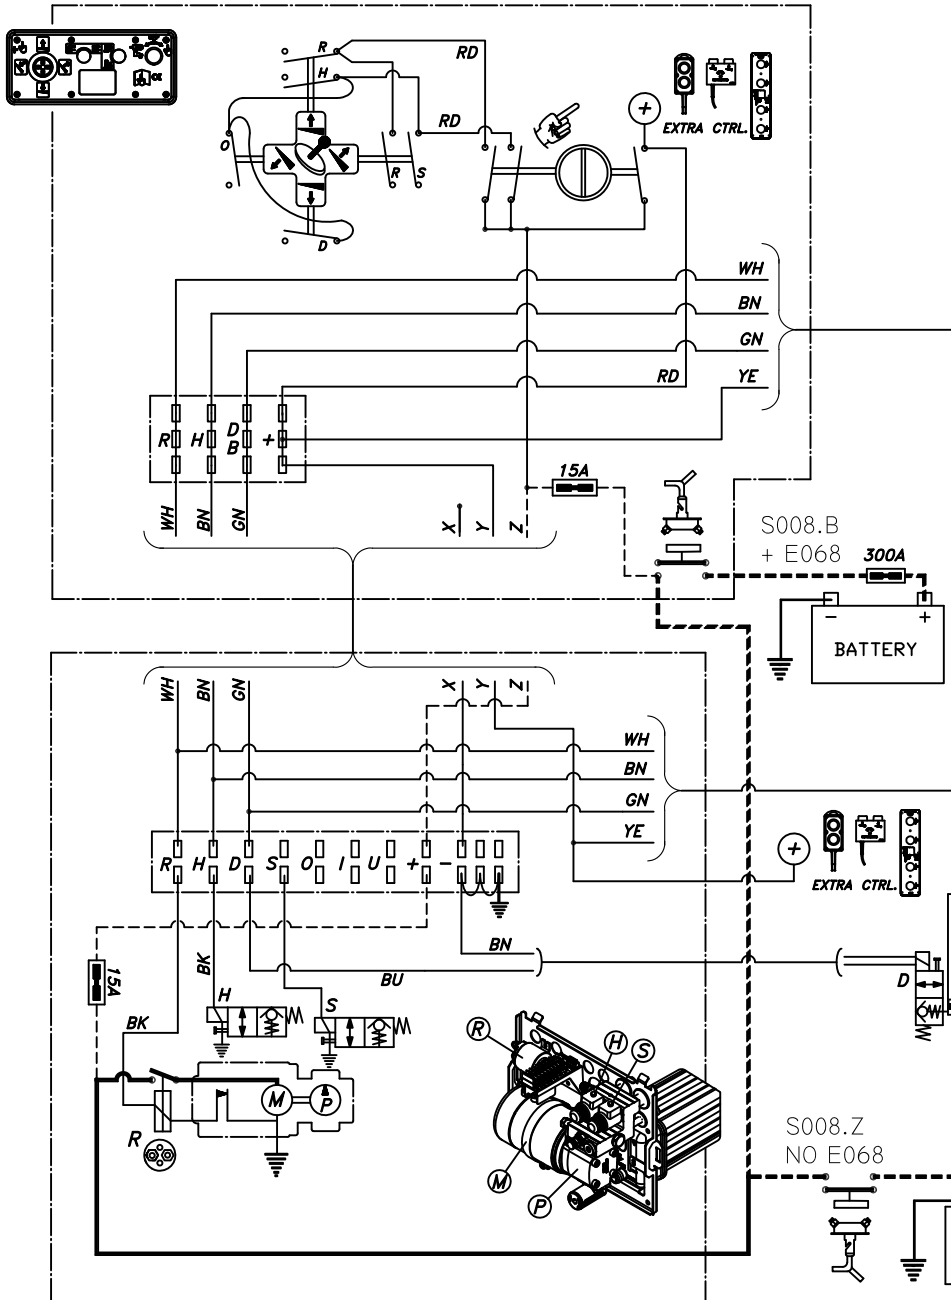 R
RD
H
+
EXTRA CTRL.
RD
O
R S
D
WH
BN
GN
RD YE
R H D B +
15A
WH BN GN X Y Z
S008.B
+ E068
300A
- +
BATTERY
WH BN GN X Y Z
WH
BN
GN
YE
+
EXTRA CTRL.
R H D S O I U + -
BN
BK
BU
15A
D
H
S
BK
R
H
S
M
P
R
M
P
S008.Z
NO E068